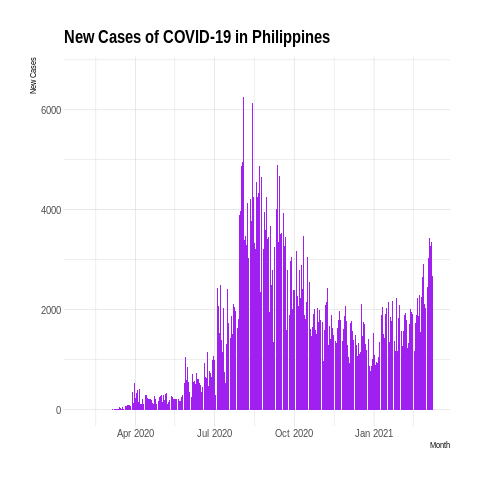 New Cases of COVID-19 in Philippines
New Cases
6000
4000
2000
0
Apr 2020
Jul 2020
Oct 2020
Jan 2021
Month